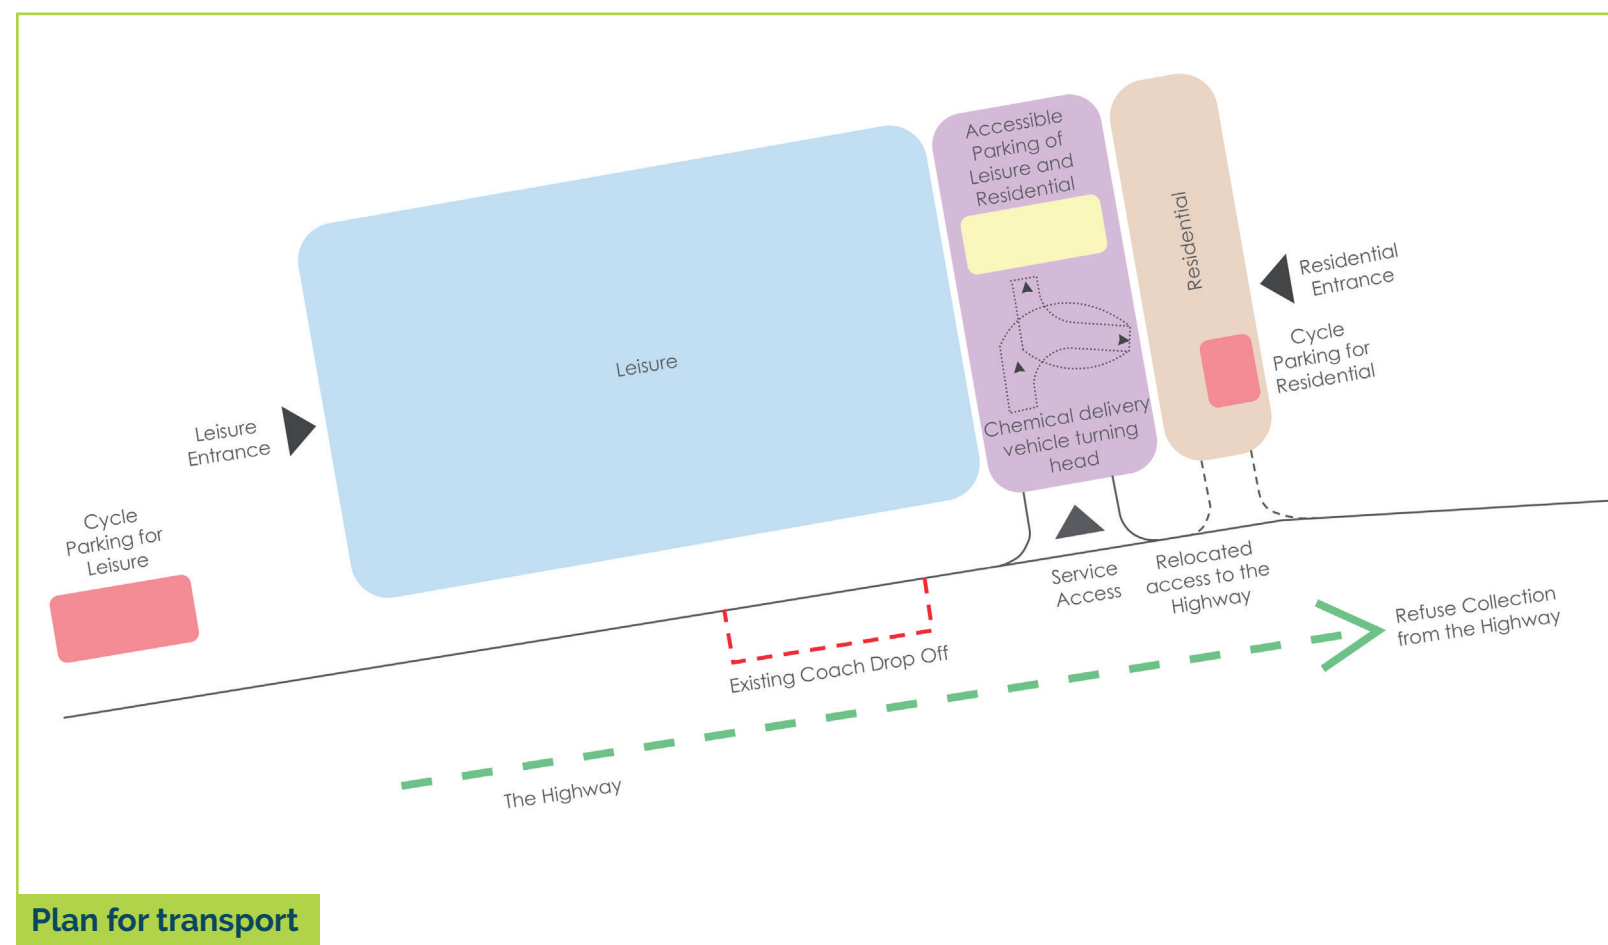 Accessible
Parking of
Leisure and
Residential
Residential
Residential
Entrance
Cycle
Parking for
Residential
Leisure
Leisure
Entrance
Chemical delivery
vehicle turning
head
Cycle
Parking for
Leisure
Service
Access
Relocated
access to the
Highway
Refuse Collection
from the Highway
Existing Coach Drop Off
The Highway
Plan for transport